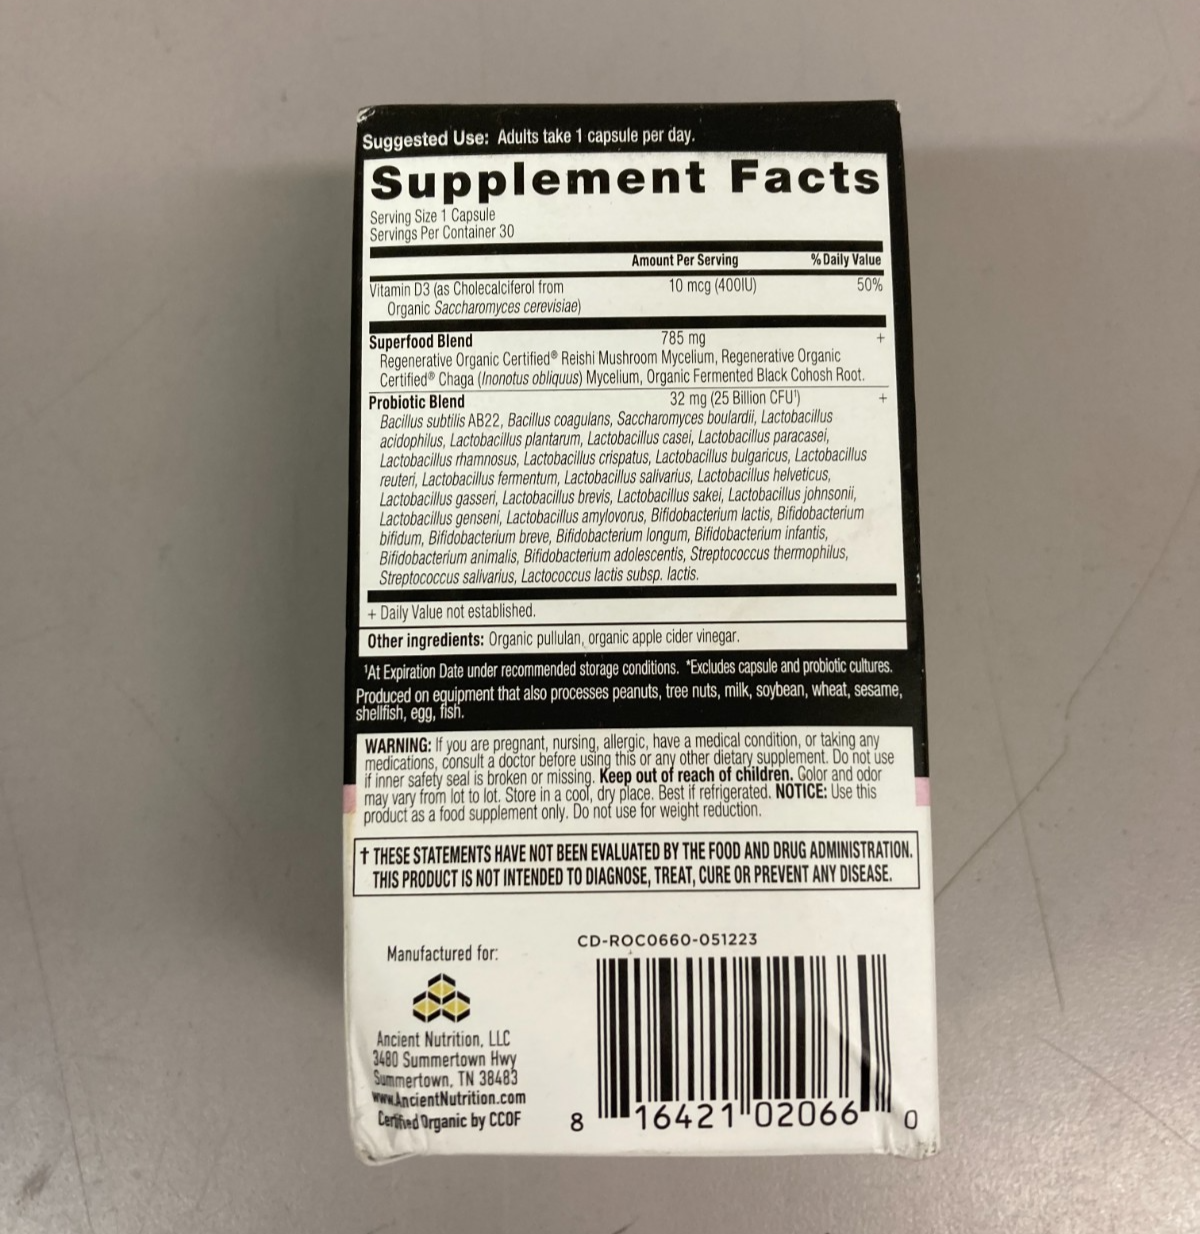 Suggested Use: Adults take 1 capsule per day.
Supplement Facts
Serving Size 1 Capsule
Servings Per Container 30
Amount Per Serving % Daily Value
Vitamin D3 (as Cholecalciferol from 10 mcg (400IU) 50%
Organic Saccharomyces cerevisiae)
Superfood Blend 785 mg +
Regenerative Organic Certified® Reishi Mushroom Mycelium, Regenerative Organic
Certified® Chaga (Inonotus obliquus) Mycelium, Organic Fermented Black Cohosh Root.
Probiotic Blend 32 mg (25 Billion CFU¹) +
Bacillus subtilis AB22, Bacillus coagulans, Saccharomyces boulardii, Lactobacillus
acidophilus, Lactobacillus plantarum, Lactobacillus casei, Lactobacillus paracasei,
Lactobacillus rhamnosus, Lactobacillus crispatus, Lactobacillus bulgaricus, Lactobacillus
reuteri, Lactobacillus fermentum, Lactobacillus salivarius, Lactobacillus helveticus,
Lactobacillus gasseri, Lactobacillus brevis, Lactobacillus sakei, Lactobacillus johnsonii,
Lactobacillus genseni, Lactobacillus amylovorus, Bifidobacterium lactis, Bifidobacterium
bifidum, Bifidobacterium breve, Bifidobacterium longum, Bifidobacterium infantis,
Bifidobacterium animalis, Bifidobacterium adolescentis, Streptococcus thermophilus,
Streptococcus salivarius, Lactococcus lactis subsp. lactis.
+ Daily Value not established.
Other ingredients: Organic pullulan, organic apple cider vinegar.
¹At Expiration Date under recommended storage conditions. *Excludes capsule and probiotic cultures.
Produced on equipment that also processes peanuts, tree nuts, milk, soybean, wheat, sesame,
shellfish, egg, fish.
WARNING: If you are pregnant, nursing, allergic, have a medical condition, or taking any
medications, consult a doctor before using this or any other dietary supplement. Do not use
if inner safety seal is broken or missing. Keep out of reach of children. Color and odor
may vary from lot to lot. Store in a cool, dry place. Best if refrigerated. NOTICE: Use this
product as a food supplement only. Do not use for weight reduction.
† THESE STATEMENTS HAVE NOT BEEN EVALUATED BY THE FOOD AND DRUG ADMINISTRATION.
THIS PRODUCT IS NOT INTENDED TO DIAGNOSE, TREAT, CURE OR PREVENT ANY DISEASE.
Manufactured for:
Ancient Nutrition, LLC
3480 Summertown Hwy
Summertown, TN 38483
www.AncientNutrition.com
Certified Organic by CCOF
CD-ROC0660-051223
8 16421 02066 0